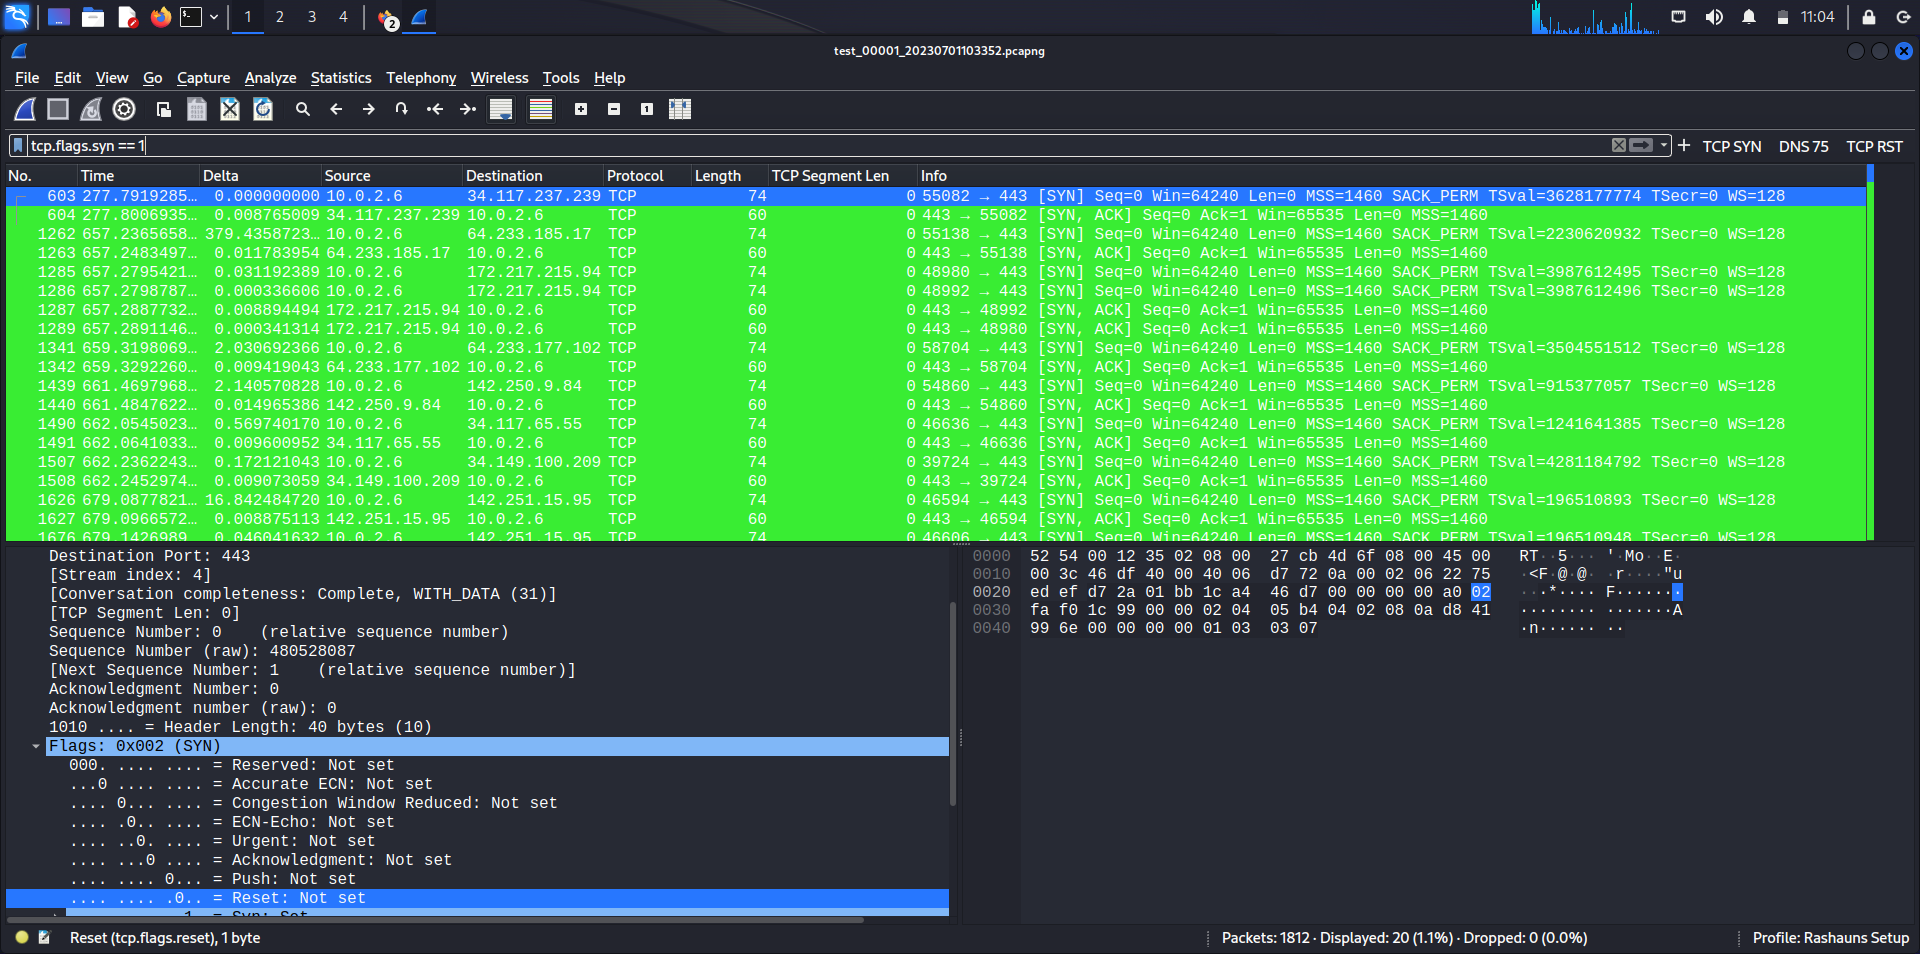 1 2 3 4 2 11:04
test_00001_20230701103352.pcapng
File Edit View Go Capture Analyze Statistics Telephony Wireless Tools Help
tcp.flags.syn == 1 + TCP SYN DNS 75 TCP RST
No. Time Delta Source Destination Protocol Length TCP Segment Len Info
603 277.7919285… 0.000000000 10.0.2.6 34.117.237.239 TCP 74 0 55082 → 443 [SYN] Seq=0 Win=64240 Len=0 MSS=1460 SACK_PERM TSval=3628177774 TSecr=0 WS=128
604 277.8006935… 0.008765009 34.117.237.239 10.0.2.6 TCP 60 0 443 → 55082 [SYN, ACK] Seq=0 Ack=1 Win=65535 Len=0 MSS=1460
1262 657.2365658… 379.4358723… 10.0.2.6 64.233.185.17 TCP 74 0 55138 → 443 [SYN] Seq=0 Win=64240 Len=0 MSS=1460 SACK_PERM TSval=2230620932 TSecr=0 WS=128
1263 657.2483497… 0.011783954 64.233.185.17 10.0.2.6 TCP 60 0 443 → 55138 [SYN, ACK] Seq=0 Ack=1 Win=65535 Len=0 MSS=1460
1285 657.2795421… 0.031192389 10.0.2.6 172.217.215.94 TCP 74 0 48980 → 443 [SYN] Seq=0 Win=64240 Len=0 MSS=1460 SACK_PERM TSval=3987612495 TSecr=0 WS=128
1286 657.2798787… 0.000336606 10.0.2.6 172.217.215.94 TCP 74 0 48992 → 443 [SYN] Seq=0 Win=64240 Len=0 MSS=1460 SACK_PERM TSval=3987612496 TSecr=0 WS=128
1287 657.2887732… 0.008894494 172.217.215.94 10.0.2.6 TCP 60 0 443 → 48992 [SYN, ACK] Seq=0 Ack=1 Win=65535 Len=0 MSS=1460
1289 657.2891146… 0.000341314 172.217.215.94 10.0.2.6 TCP 60 0 443 → 48980 [SYN, ACK] Seq=0 Ack=1 Win=65535 Len=0 MSS=1460
1341 659.3198069… 2.030692366 10.0.2.6 64.233.177.102 TCP 74 0 58704 → 443 [SYN] Seq=0 Win=64240 Len=0 MSS=1460 SACK_PERM TSval=3504551512 TSecr=0 WS=128
1342 659.3292260… 0.009419043 64.233.177.102 10.0.2.6 TCP 60 0 443 → 58704 [SYN, ACK] Seq=0 Ack=1 Win=65535 Len=0 MSS=1460
1439 661.4697968… 2.140570828 10.0.2.6 142.250.9.84 TCP 74 0 54860 → 443 [SYN] Seq=0 Win=64240 Len=0 MSS=1460 SACK_PERM TSval=915377057 TSecr=0 WS=128
1440 661.4847622… 0.014965386 142.250.9.84 10.0.2.6 TCP 60 0 443 → 54860 [SYN, ACK] Seq=0 Ack=1 Win=65535 Len=0 MSS=1460
1490 662.0545023… 0.569740170 10.0.2.6 34.117.65.55 TCP 74 0 46636 → 443 [SYN] Seq=0 Win=64240 Len=0 MSS=1460 SACK_PERM TSval=1241641385 TSecr=0 WS=128
1491 662.0641033… 0.009600952 34.117.65.55 10.0.2.6 TCP 60 0 443 → 46636 [SYN, ACK] Seq=0 Ack=1 Win=65535 Len=0 MSS=1460
1507 662.2362243… 0.172121043 10.0.2.6 34.149.100.209 TCP 74 0 39724 → 443 [SYN] Seq=0 Win=64240 Len=0 MSS=1460 SACK_PERM TSval=4281184792 TSecr=0 WS=128
1508 662.2452974… 0.009073059 34.149.100.209 10.0.2.6 TCP 60 0 443 → 39724 [SYN, ACK] Seq=0 Ack=1 Win=65535 Len=0 MSS=1460
1626 679.0877821… 16.842484720 10.0.2.6 142.251.15.95 TCP 74 0 46594 → 443 [SYN] Seq=0 Win=64240 Len=0 MSS=1460 SACK_PERM TSval=196510893 TSecr=0 WS=128
1627 679.0966572… 0.008875113 142.251.15.95 10.0.2.6 TCP 60 0 443 → 46594 [SYN, ACK] Seq=0 Ack=1 Win=65535 Len=0 MSS=1460
1676 679.1426989… 0.046041632 10.0.2.6 142.251.15.95 TCP 74 0 46606 → 443 [SYN] Seq=0 Win=64240 Len=0 MSS=1460 SACK_PERM TSval=196510948 TSecr=0 WS=128
Destination Port: 443
[Stream index: 4]
[Conversation completeness: Complete, WITH_DATA (31)]
[TCP Segment Len: 0]
Sequence Number: 0 (relative sequence number)
Sequence Number (raw): 480528087
[Next Sequence Number: 1 (relative sequence number)]
Acknowledgment Number: 0
Acknowledgment number (raw): 0
1010 .... = Header Length: 40 bytes (10)
Flags: 0x002 (SYN)
000. .... .... = Reserved: Not set
...0 .... .... = Accurate ECN: Not set
.... 0... .... = Congestion Window Reduced: Not set
.... .0.. .... = ECN-Echo: Not set
.... ..0. .... = Urgent: Not set
.... ...0 .... = Acknowledgment: Not set
.... .... 0... = Push: Not set
.... .... .0.. = Reset: Not set
1. = Syn: Set
0000 52 54 00 12 35 02 08 00 27 cb 4d 6f 08 00 45 00 RT··5··· '·Mo··E·
0010 00 3c 46 df 40 00 40 06 d7 72 0a 00 02 06 22 75 ·<F·@·@· ·r····"u
0020 ed ef d7 2a 01 bb 1c a4 46 d7 00 00 00 00 a0 02 ···*···· F·······
0030 fa f0 1c 99 00 00 02 04 05 b4 04 02 08 0a d8 41 ········ ·······A
0040 99 6e 00 00 00 00 01 03 03 07 ·n······ ··
Reset (tcp.flags.reset), 1 byte Packets: 1812 · Displayed: 20 (1.1%) · Dropped: 0 (0.0%) Profile: Rashauns Setup